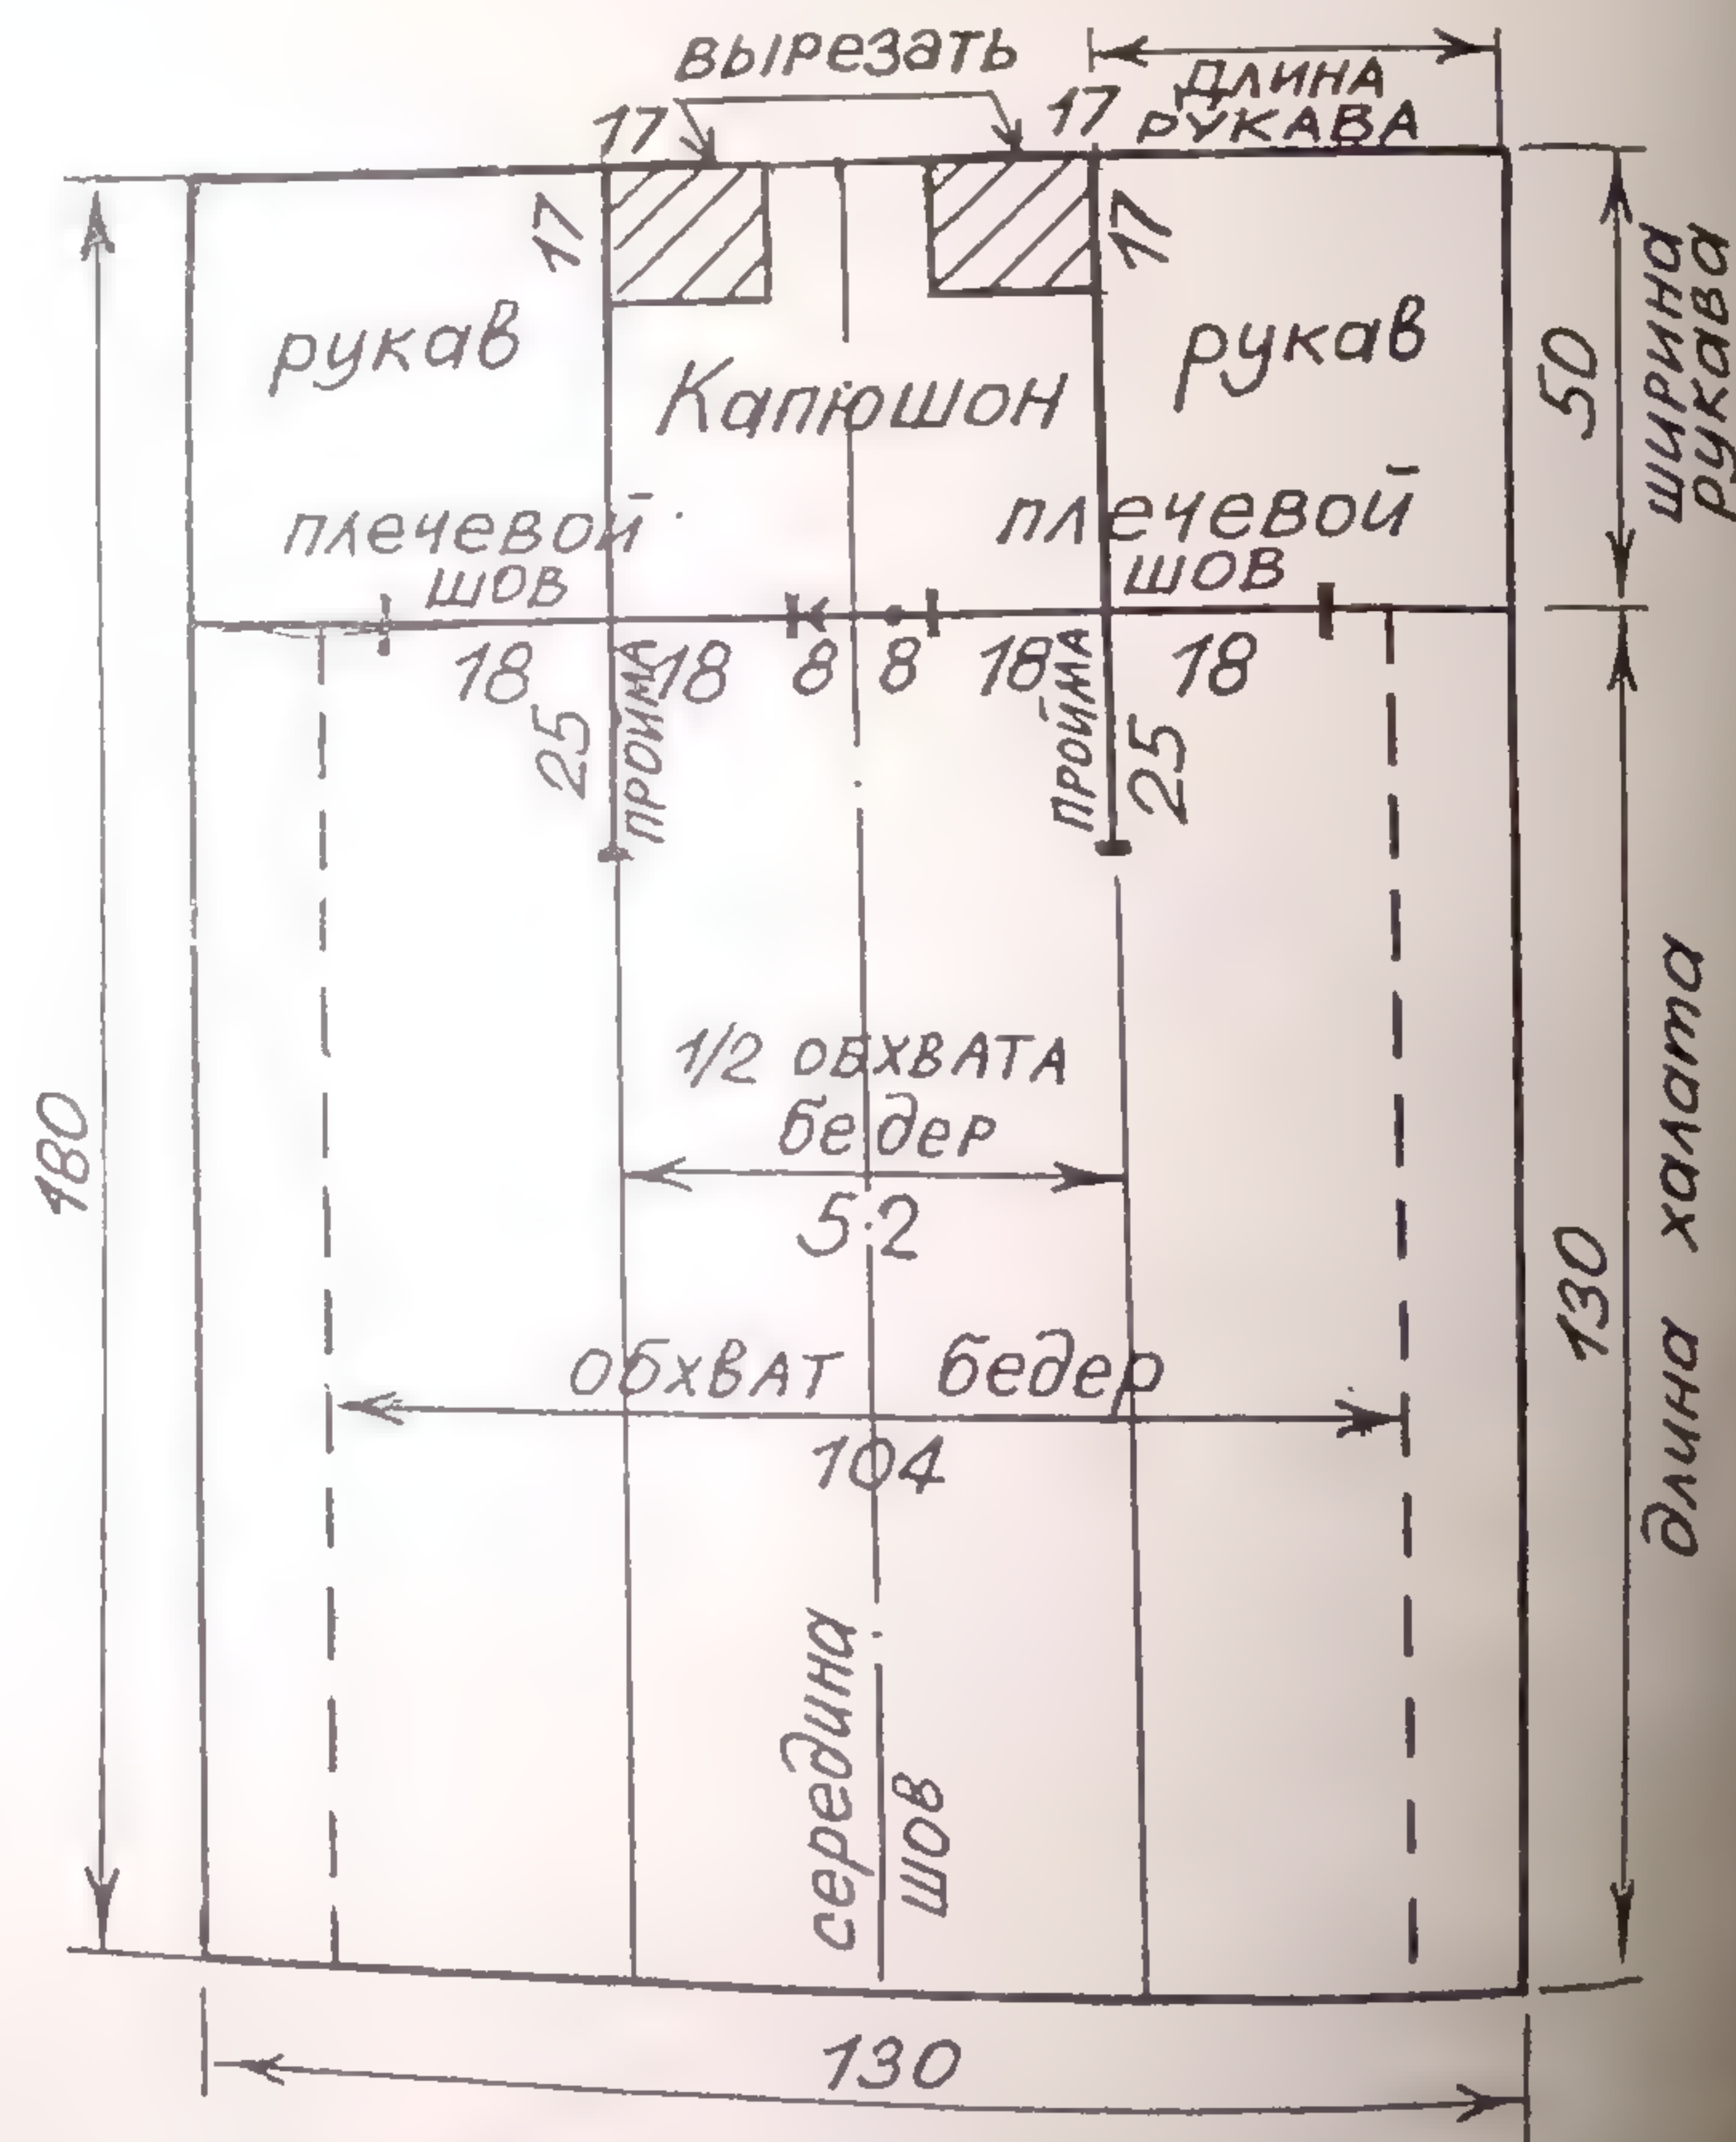 вырезать
17
17
ДЛИНА
РУКАВА
17
17
рукав
Капюшон
рукав
50
ширина
рукава
плечевой
шов
плечевой
шов
18
18
8
8
18
18
25
ПРОЙМА
ПРОЙМА
25
1/2 ОБХВАТА
бедер
52
180
130
длина халата
обхват бедер
104
середина
шов
130